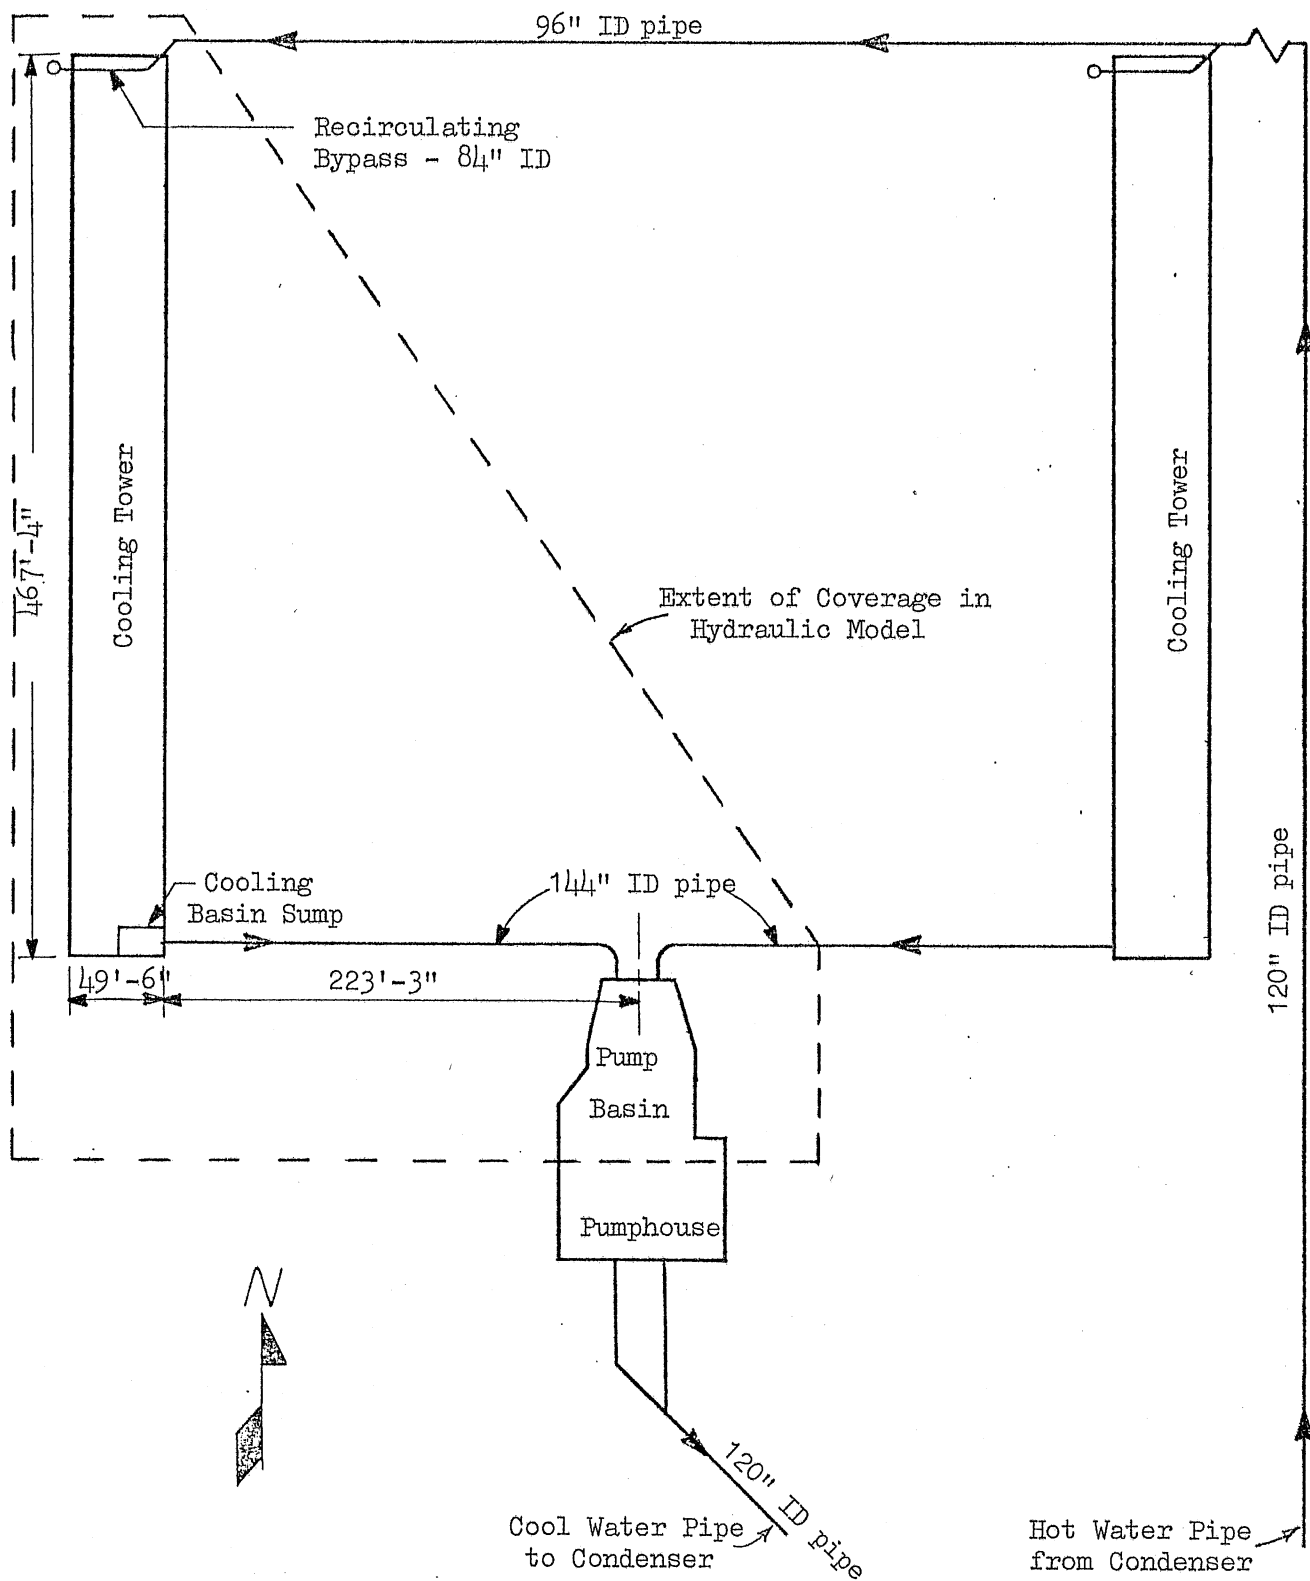 96" ID pipe
Recirculating
Bypass - 84" ID
467'-4"
Cooling Tower
Cooling Tower
Extent of Coverage in
Hydraulic Model
120" ID pipe
144" ID pipe
Cooling
Basin Sump
49'-6"
223'-3"
Pump
Basin
Pumphouse
N
120" ID pipe
Cool Water Pipe
to Condenser
Hot Water Pipe
from Condenser